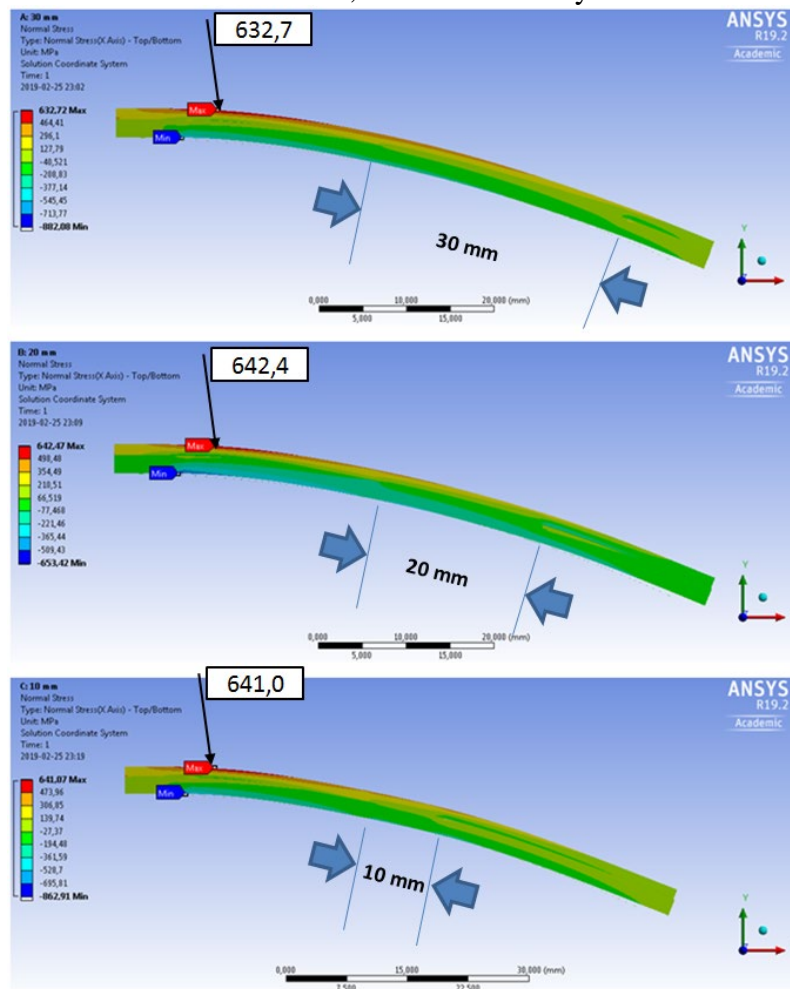 A: 30 mm
Normal Stress
Type: Normal Stress(X Axis) - Top/Bottom
Unit: MPa
Solution Coordinate System
Time: 1
2019-02-25 23:02
632,7
ANSYS
R19.2
Academic
632,72 Max
464,41
296,1
127,79
-40,521
-208,83
-377,14
-545,45
-713,77
-882,08 Min
Max
Min
30 mm
0,000 10,000 20,000 (mm)
5,000 15,000
Y
B: 20 mm
Normal Stress
Type: Normal Stress(X Axis) - Top/Bottom
Unit: MPa
Solution Coordinate System
Time: 1
2019-02-25 23:09
642,4
ANSYS
R19.2
Academic
642,47 Max
498,48
354,49
210,51
66,519
-77,468
-221,46
-365,44
-509,43
-653,42 Min
Max
Min
20 mm
0,000 10,000 20,000 (mm)
5,000 15,000
Y
C: 10 mm
Normal Stress
Type: Normal Stress(X Axis) - Top/Bottom
Unit: MPa
Solution Coordinate System
Time: 1
2019-02-25 23:19
641,0
ANSYS
R19.2
Academic
641,07 Max
473,96
306,85
139,74
-27,37
-194,48
-361,59
-528,7
-695,81
-862,91 Min
Max
Min
10 mm
0,000 15,000 30,000 (mm)
7,500 22,500
Y